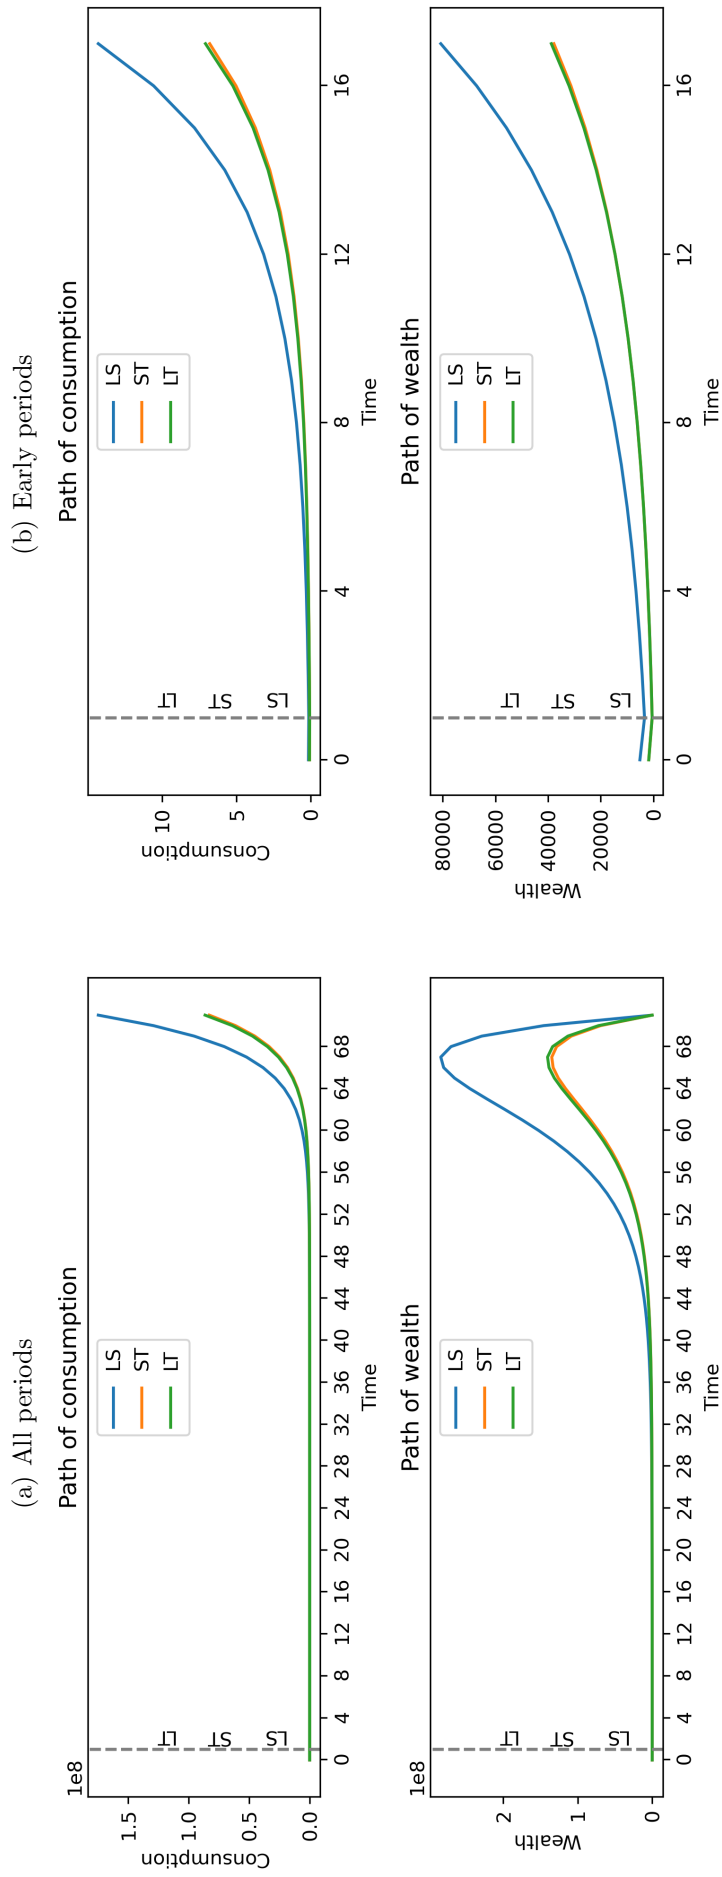 (a) All periods
Path of consumption
1e8
Consumption
1.5
1.0
0.5
0.0
LT
ST
LS
LS
ST
LT
0 4 8 12 16 20 24 28 32 36 40 44 48 52 56 60 64 68
Time
Path of wealth
1e8
Wealth
2
1
0
LT
ST
LS
LS
ST
LT
0 4 8 12 16 20 24 28 32 36 40 44 48 52 56 60 64 68
Time
(b) Early periods
Path of consumption
Consumption
10
5
0
LT
ST
LS
LS
ST
LT
0 4 8 12 16
Time
Path of wealth
Wealth
80000
60000
40000
20000
0
LT
ST
LS
LS
ST
LT
0 4 8 12 16
Time